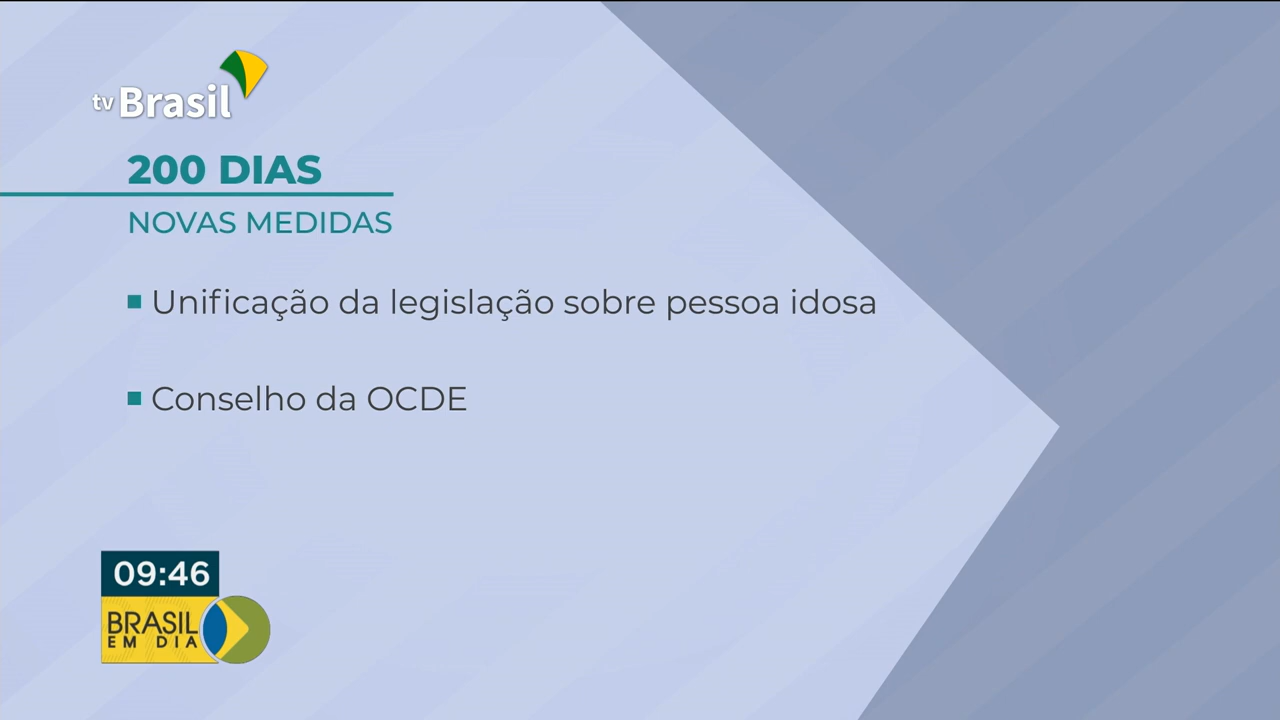 tv Brasil
200 DIAS
NOVAS MEDIDAS
Unificação da legislação sobre pessoa idosa
Conselho da OCDE
09:46
BRASIL
EM DIA